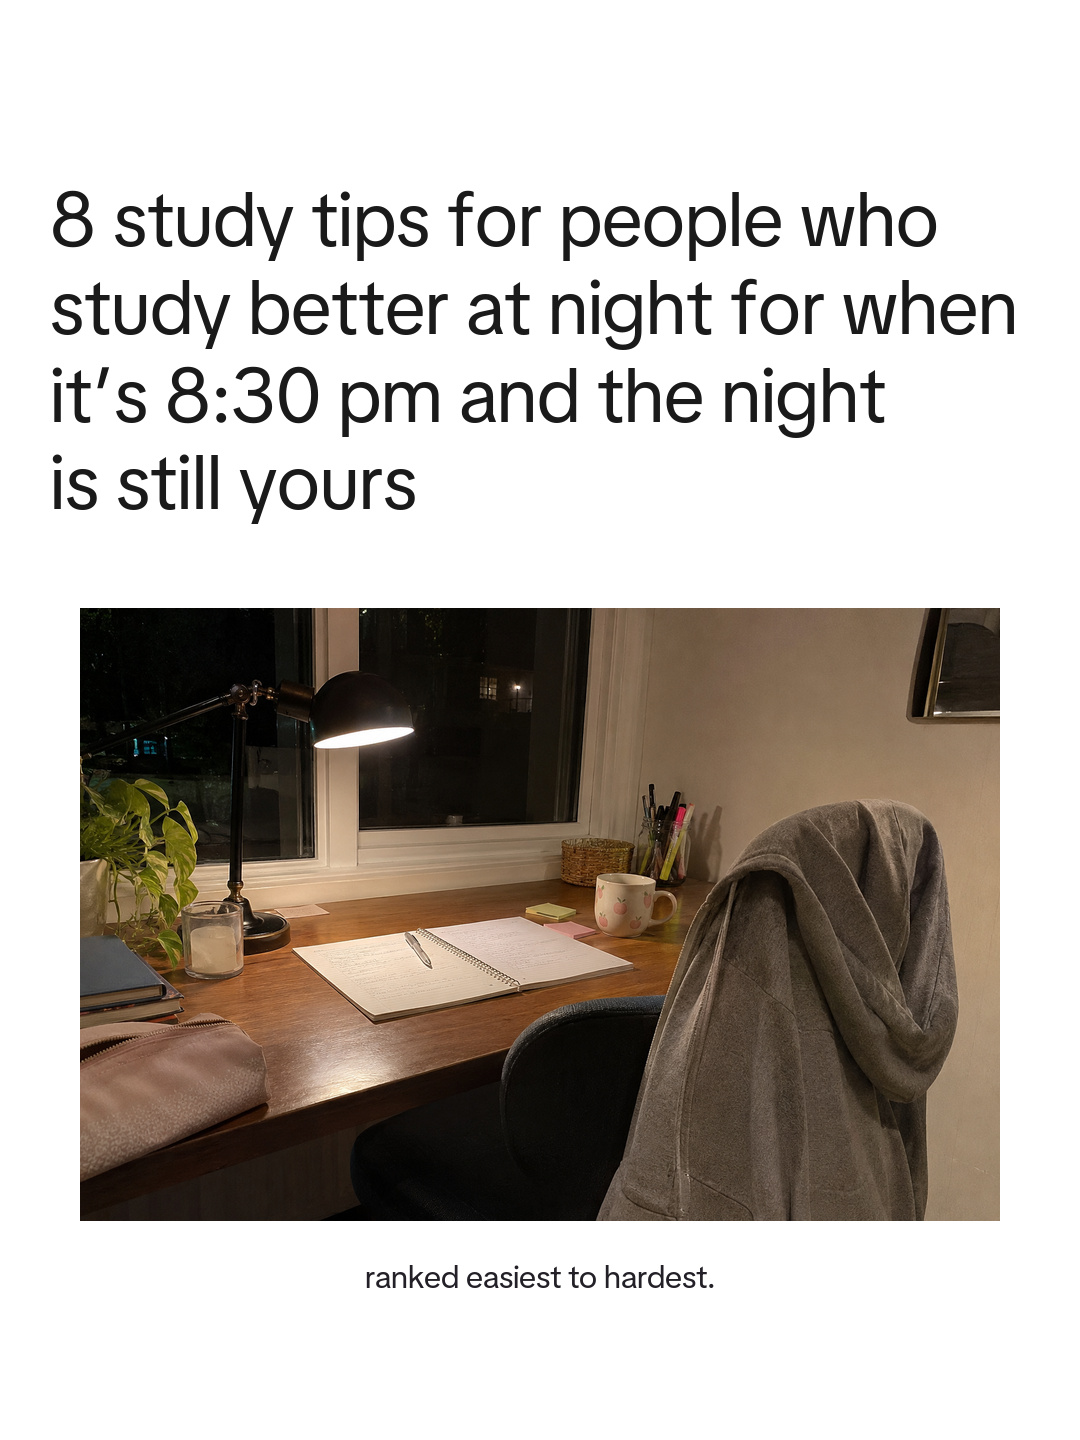 8 study tips for people who
study better at night for when
it’s 8:30 pm and the night
is still yours
ranked easiest to hardest.